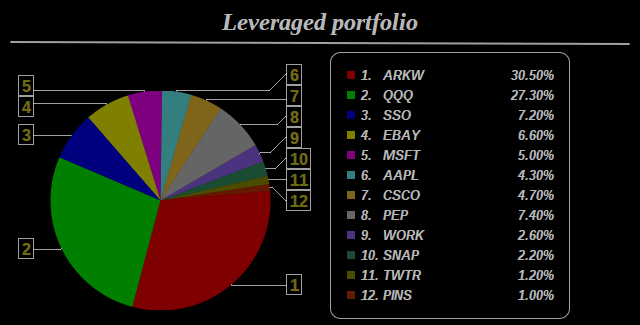 Leveraged portfolio
5
4
3
2
6
7
8
9
10
11
12
1
1. ARKW 30.50%
2. QQQ 27.30%
3. SSO 7.20%
4. EBAY 6.60%
5. MSFT 5.00%
6. AAPL 4.30%
7. CSCO 4.70%
8. PEP 7.40%
9. WORK 2.60%
10. SNAP 2.20%
11. TWTR 1.20%
12. PINS 1.00%